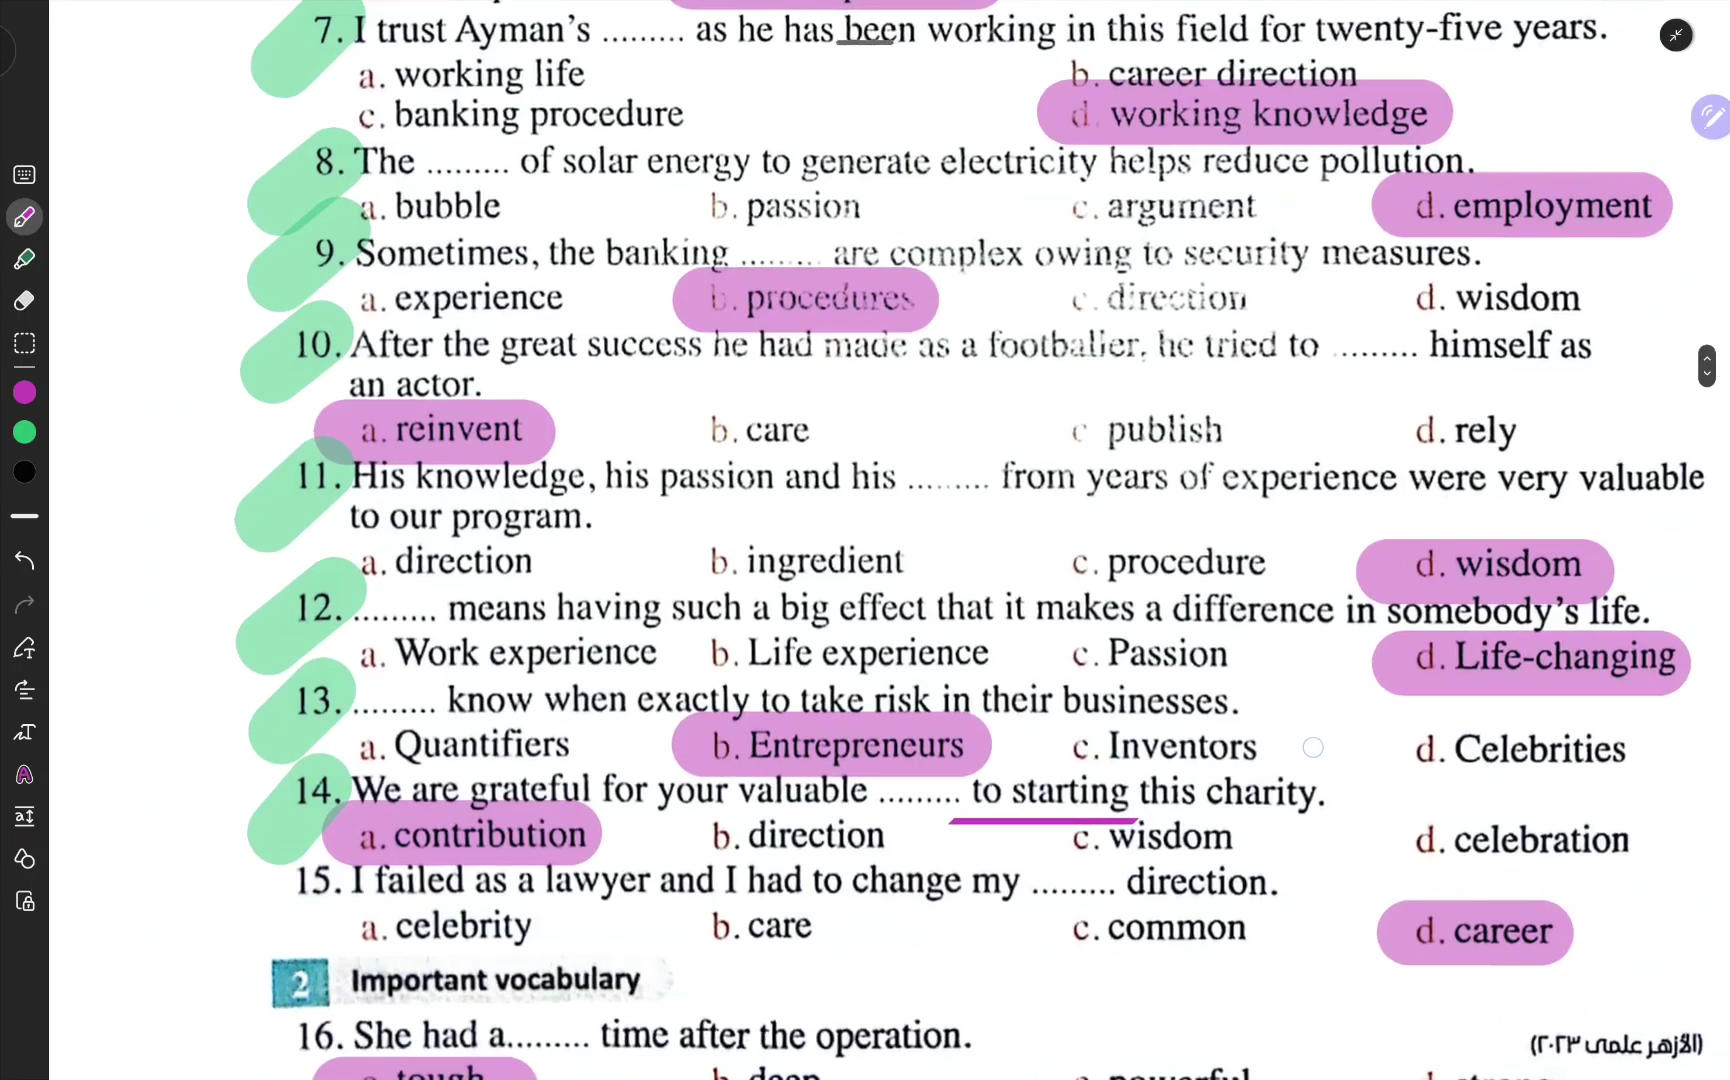 7. I trust Ayman's ......... as he has been working in this field for twenty-five years.
a. working life b. career direction
c. banking procedure d. working knowledge
8. The ......... of solar energy to generate electricity helps reduce pollution.
a. bubble b. passion c. argument d. employment
9. Sometimes, the banking ......... are complex owing to security measures.
a. experience b. procedures c. direction d. wisdom
10. After the great success he had made as a footballer, he tried to ......... himself as
an actor.
a. reinvent b. care c publish d. rely
11. His knowledge, his passion and his ......... from years of experience were very valuable
to our program.
a. direction b. ingredient c. procedure d. wisdom
12. ......... means having such a big effect that it makes a difference in somebody's life.
a. Work experience b. Life experience c. Passion d. Life-changing
13. ......... know when exactly to take risk in their businesses.
a. Quantifiers b. Entrepreneurs c. Inventors d. Celebrities
14. We are grateful for your valuable ......... to starting this charity.
a. contribution b. direction c. wisdom d. celebration
15. I failed as a lawyer and I had to change my ......... direction.
a. celebrity b. care c. common d. career
2 Important vocabulary
16. She had a......... time after the operation. (الأزهر علمى ٢٠٢٣)
a. tough b. deep c. powerful d. strong